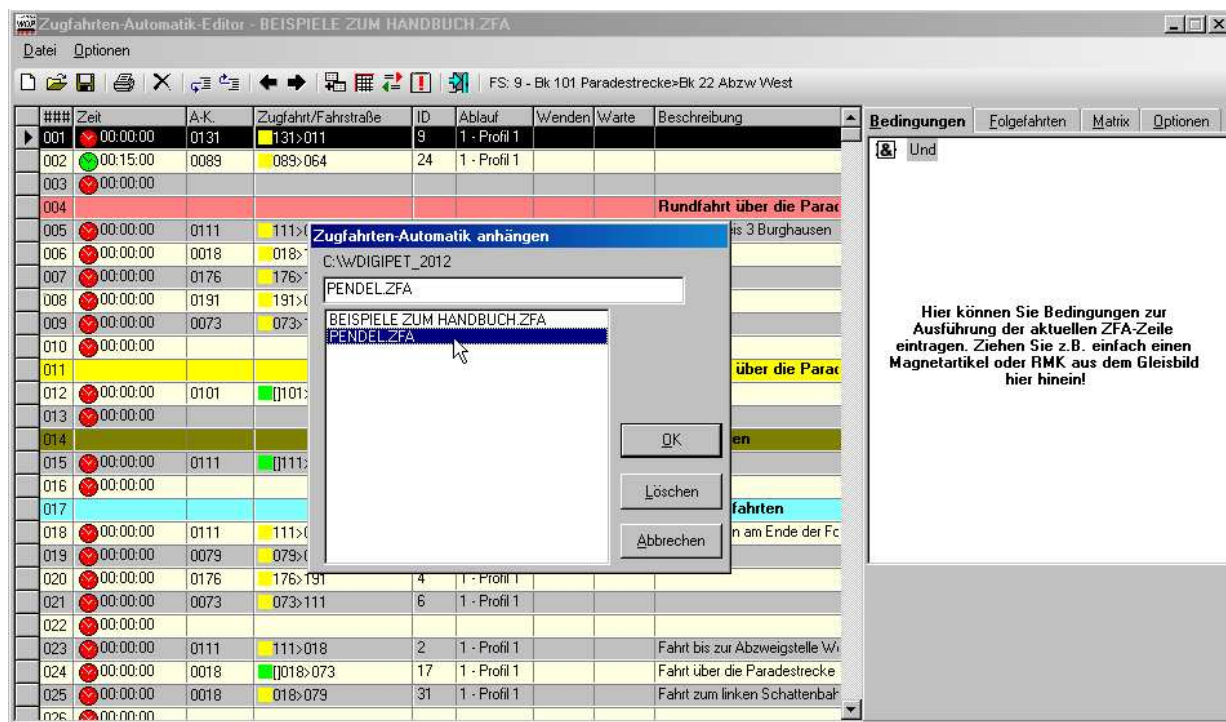 Zugfahrten-Automatik-Editor - BEISPIELE ZUM HANDBUCH.ZFA
Datei Optionen
FS: 9 - Bk 101 Paradestrecke>Bk 22 Abzw West
### Zeit A-K. Zugfahrt/Fahrstraße ID Ablauf Wenden Warte Beschreibung
001 00:00:00 0131 131>011 9 1 - Profil 1
002 00:15:00 0089 089>064 24 1 - Profil 1
003 00:00:00
004 Rundfahrt über die Parad
005 00:00:00 0111 111> is 3 Burghausen
006 00:00:00 0018 018>
007 00:00:00 0176 176>
008 00:00:00 0191 191>
009 00:00:00 0073 073>
010 00:00:00
011 über die Parad
012 00:00:00 0101 []101>
013 00:00:00
014 en
015 00:00:00 0111 []111>
016 00:00:00
017 fahrten
018 00:00:00 0111 111> n am Ende der Fo
019 00:00:00 0079 079>
020 00:00:00 0176 176>191 4 1 - Profil 1
021 00:00:00 0073 073>111 6 1 - Profil 1
022 00:00:00
023 00:00:00 0111 111>018 2 1 - Profil 1 Fahrt bis zur Abzweigstelle We
024 00:00:00 0018 []018>073 17 1 - Profil 1 Fahrt über die Paradestrecke
025 00:00:00 0018 018>079 31 1 - Profil 1 Fahrt zum linken Schattenbah
026 00:00:00
Zugfahrten-Automatik anhängen
C:\WDIGIPET_2012
PENDEL.ZFA
BEISPIELE ZUM HANDBUCH.ZFA
PENDEL.ZFA
OK
Löschen
Abbrechen
Bedingungen Folgefahrten Matrix Optionen
& Und
Hier können Sie Bedingungen zur
Ausführung der aktuellen ZFA-Zeile
eintragen. Ziehen Sie z.B. einfach einen
Magnetartikel oder RMK aus dem Gleisbild
hier hinein!